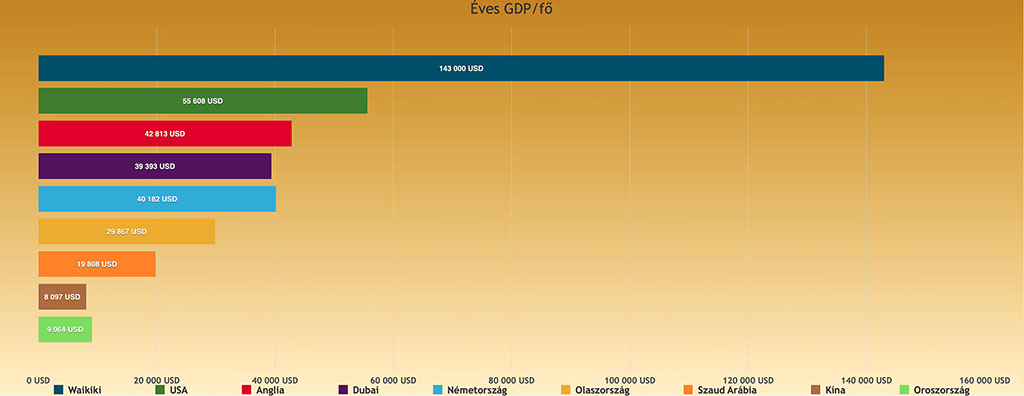 Éves GDP/fő
143 000 USD
55 608 USD
42 813 USD
39 393 USD
40 182 USD
29 867 USD
19 808 USD
8 097 USD
9 064 USD
0 USD 20 000 USD 40 000 USD 60 000 USD 80 000 USD 100 000 USD 120 000 USD 140 000 USD 160 000 USD
Waikiki USA Anglia Dubai Németország Olaszország Szaud Arábia Kína Oroszország